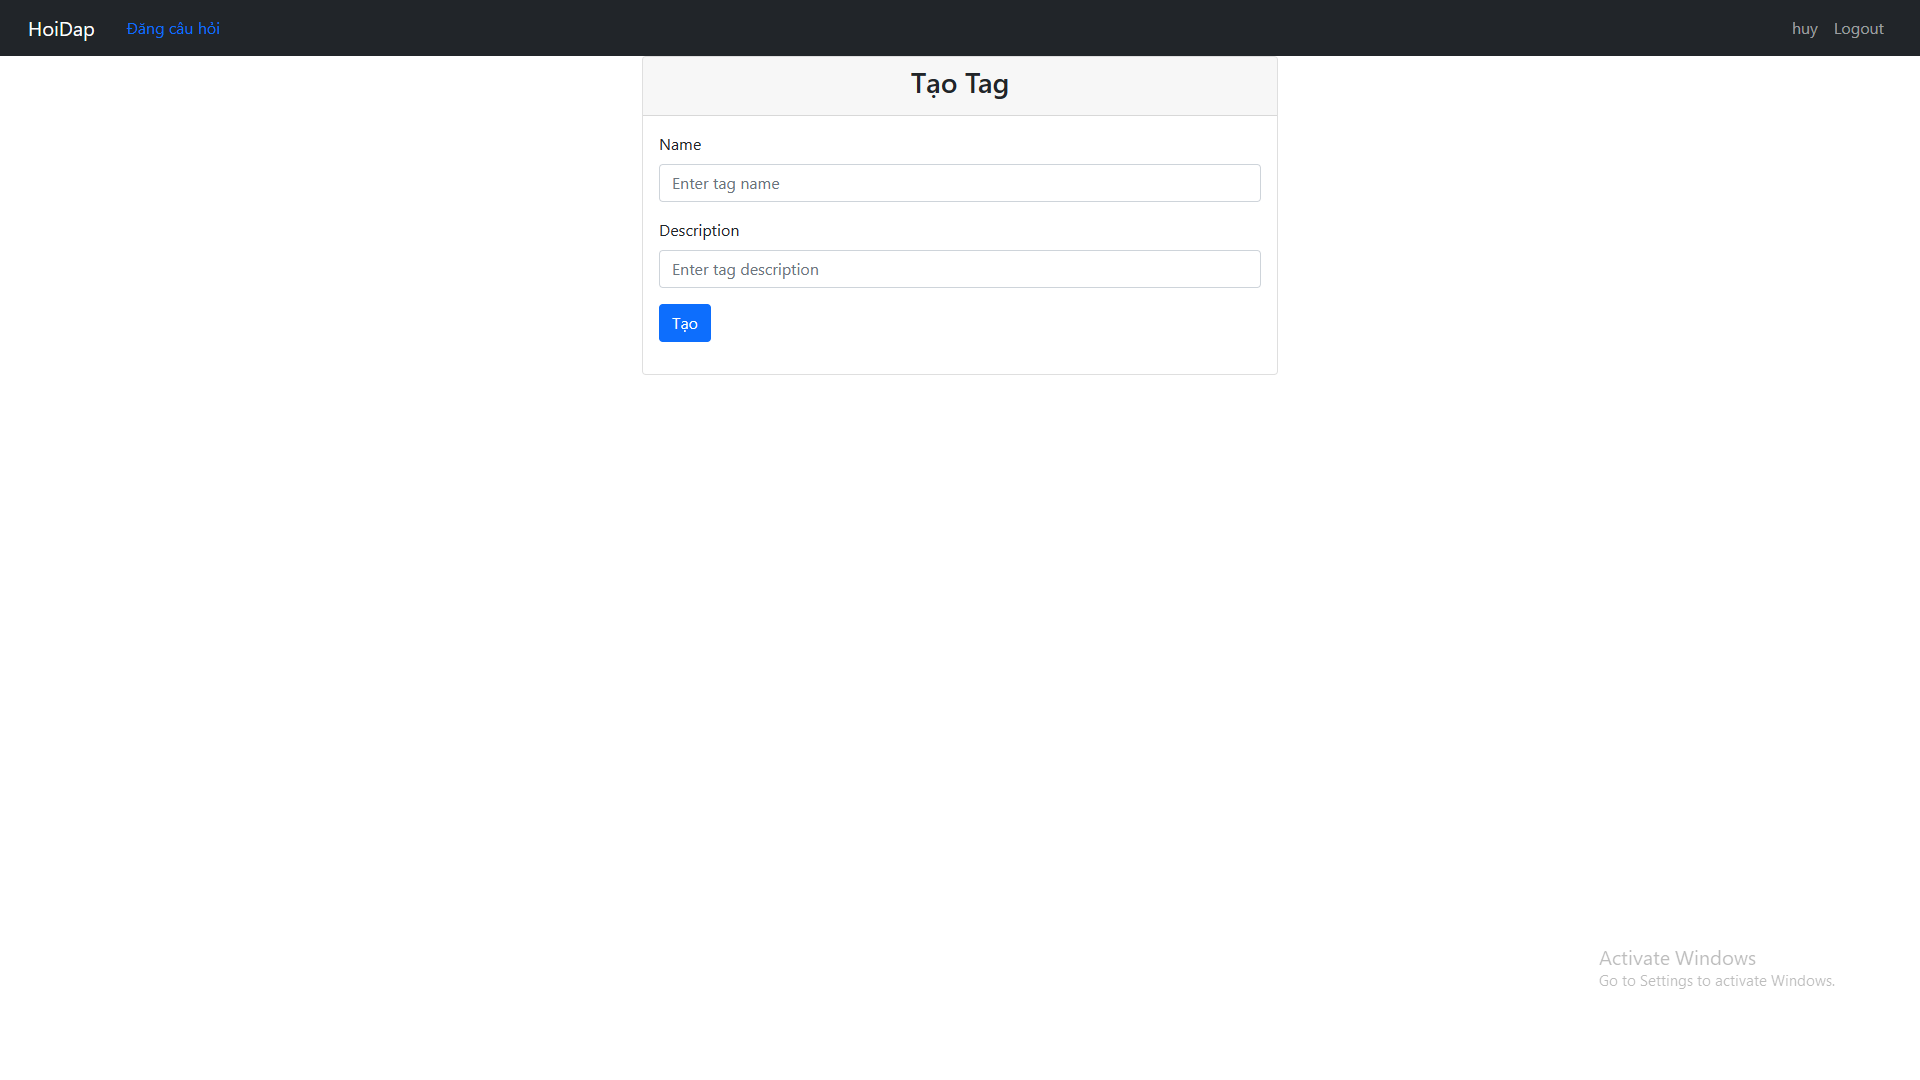 HoiDap Đăng câu hỏi huy Logout
Tạo Tag
Name
Enter tag name
Description
Enter tag description
Tạo
Activate Windows
Go to Settings to activate Windows.